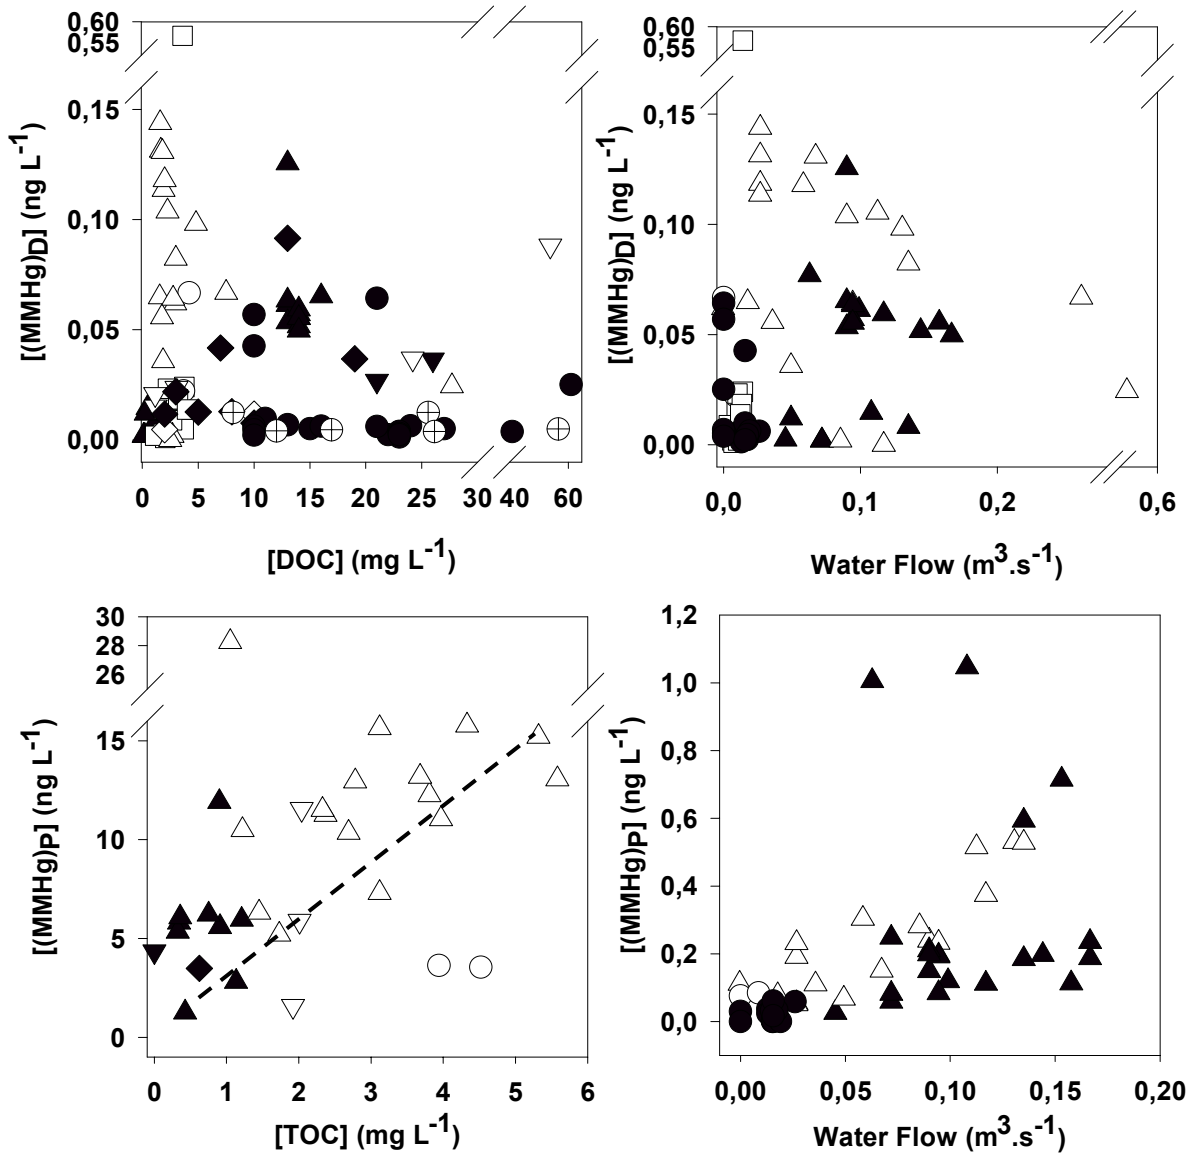 0,60
0,55
0,15
0,10
0,05
0,00
[(MMHg)D] (ng L-1)
0 5 10 15 20 25 30 40 60
[DOC] (mg L-1)
0,60
0,55
0,15
0,10
0,05
0,00
[(MMHg)D] (ng L-1)
0,0 0,1 0,2 0,6
Water Flow (m3.s-1)
30
28
26
15
10
5
0
[(MMHg)P] (ng L-1)
0 1 2 3 4 5 6
[TOC] (mg L-1)
1,2
1,0
0,8
0,6
0,4
0,2
0,0
[(MMHg)P] (ng L-1)
0,00 0,05 0,10 0,15 0,20
Water Flow (m3.s-1)